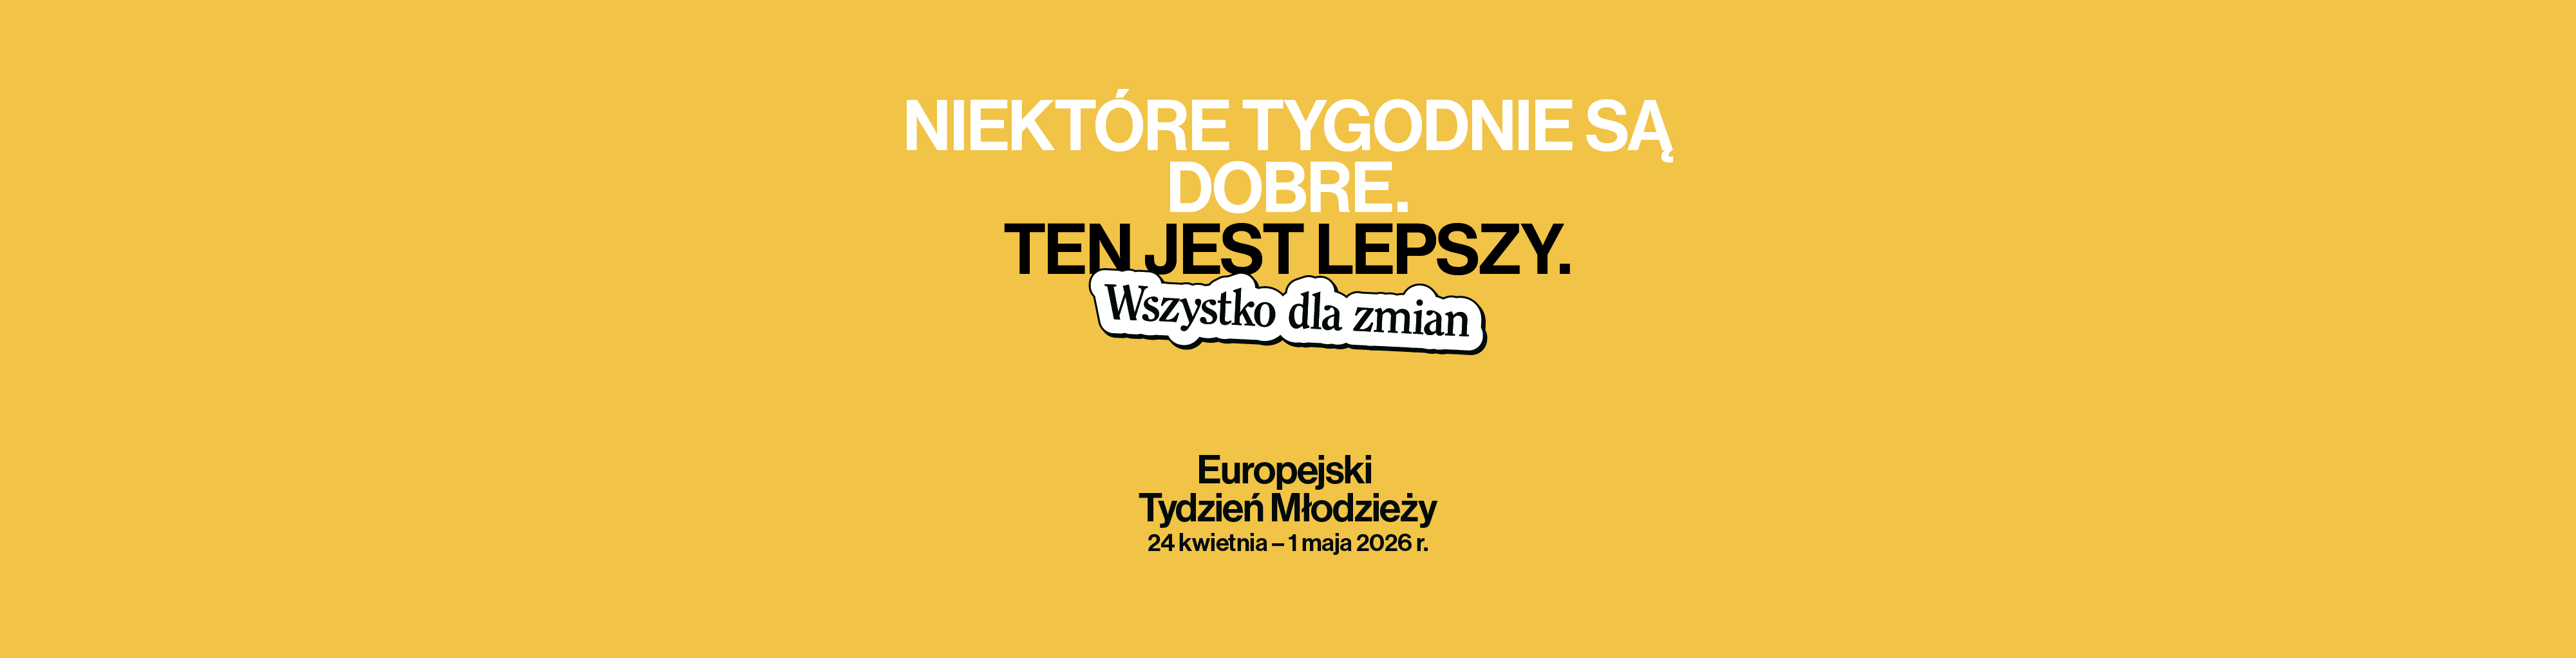 NIEKTÓRE TYGODNIE SĄ
DOBRE.
TEN JEST LEPSZY.
Wszystko dla zmian
Europejski
Tydzień Młodzieży
24 kwietnia – 1 maja 2026 r.